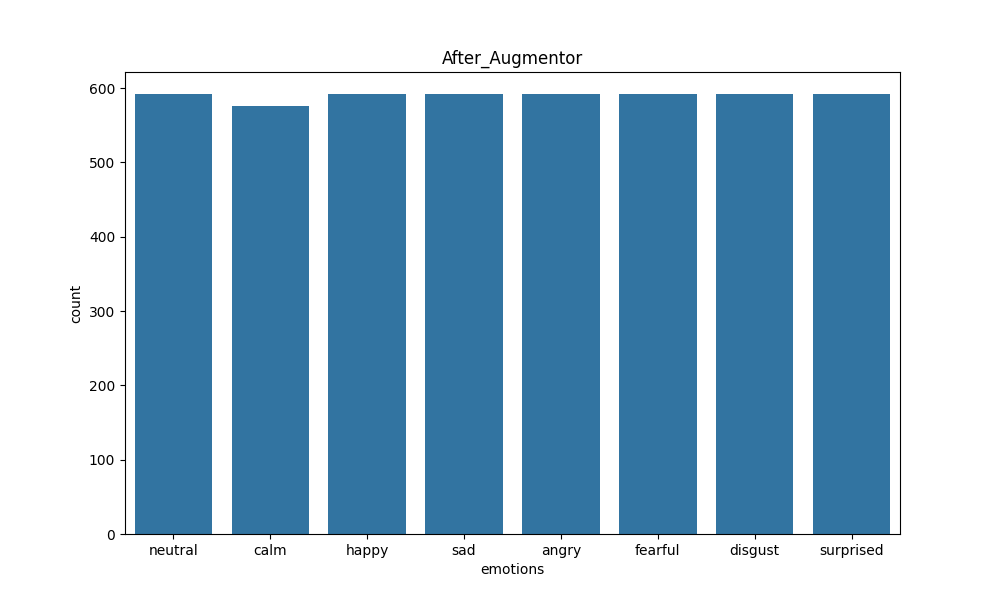 After_Augmentor
600
500
400
300
200
100
0
count
neutral calm happy sad angry fearful disgust surprised
emotions